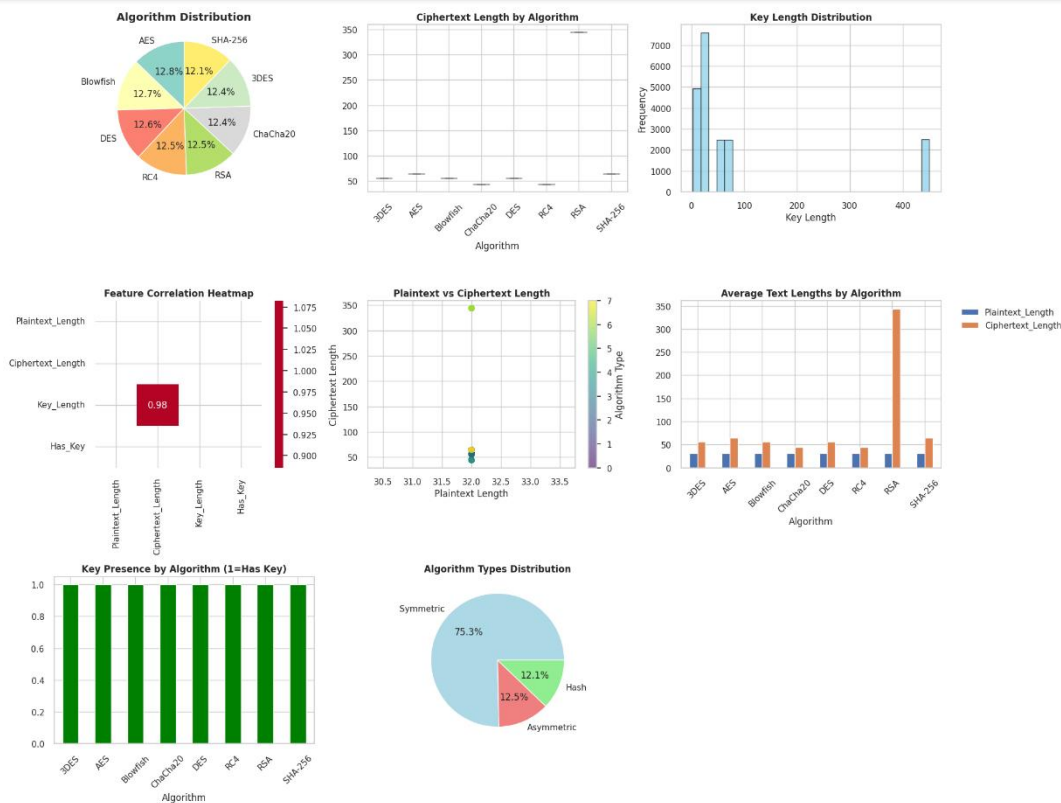 Algorithm Distribution
AES
SHA-256
12.8%
12.1%
Blowfish
12.7%
12.4%
3DES
12.6%
12.4%
ChaCha20
DES
12.5%
12.5%
RC4
RSA
Ciphertext Length by Algorithm
350
300
250
200
150
100
50
3DES
AES
Blowfish
ChaCha20
DES
RC4
RSA
SHA-256
Algorithm
Key Length Distribution
Frequency
7000
6000
5000
4000
3000
2000
1000
0
0 100 200 300 400
Key Length
Feature Correlation Heatmap
Plaintext_Length
Ciphertext_Length
Key_Length
Has_Key
0.98
Plaintext_Length
Ciphertext_Length
Key_Length
Has_Key
1.075
1.050
1.025
1.000
0.975
0.950
0.925
0.900
Plaintext vs Ciphertext Length
Ciphertext Length
350
300
250
200
150
100
50
30.5 31.0 31.5 32.0 32.5 33.0 33.5
Plaintext Length
7
6
5
4
3
2
1
0
Algorithm Type
Average Text Lengths by Algorithm
350
300
250
200
150
100
50
0
3DES
AES
Blowfish
ChaCha20
DES
RC4
RSA
SHA-256
Algorithm
Plaintext_Length
Ciphertext_Length
Key Presence by Algorithm (1=Has Key)
1.0
0.8
0.6
0.4
0.2
0.0
3DES
AES
Blowfish
ChaCha20
DES
RC4
RSA
SHA-256
Algorithm
Algorithm Types Distribution
Symmetric
75.3%
12.1%
Hash
12.5%
Asymmetric